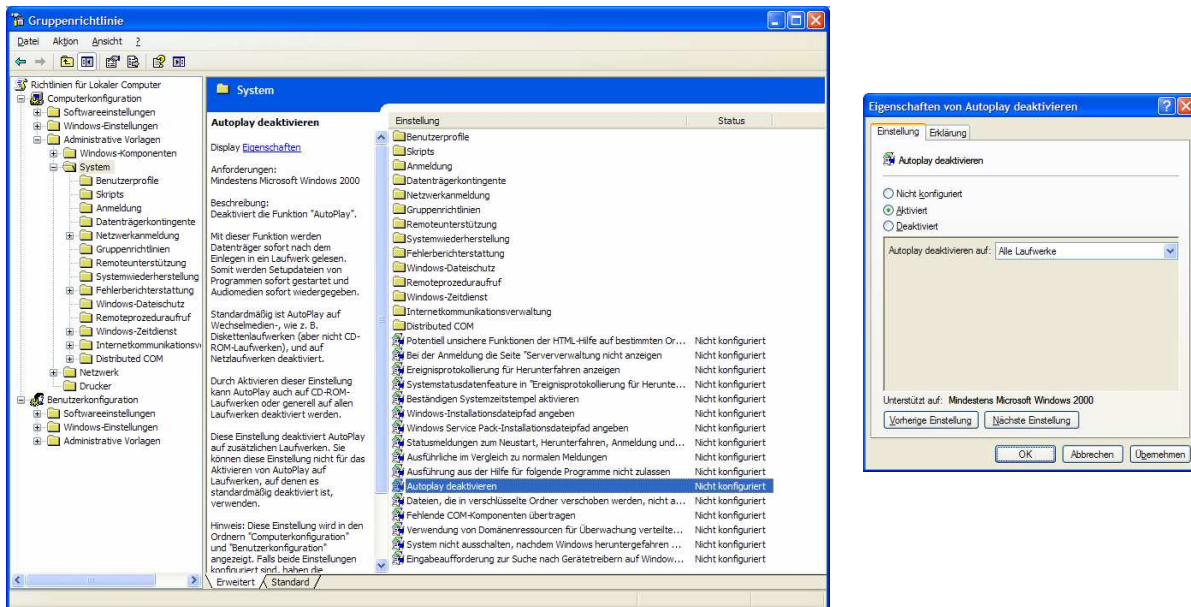 Gruppenrichtlinie
Datei Aktion Ansicht ?
Richtlinien für Lokaler Computer
Computerkonfiguration
Softwareeinstellungen
Windows-Einstellungen
Administrative Vorlagen
Windows-Komponenten
System
Benutzerprofile
Skripts
Anmeldung
Datenträgerkontingente
Netzwerkanmeldung
Gruppenrichtlinien
Remoteunterstützung
Systemwiederherstellung
Fehlerberichterstattung
Windows-Dateischutz
Remoteprozeduraufruf
Windows-Zeitdienst
Internetkommunikationsv
Distributed COM
Netzwerk
Drucker
Benutzerkonfiguration
Softwareeinstellungen
Windows-Einstellungen
Administrative Vorlagen
System
Autoplay deaktivieren
Display Eigenschaften
Anforderungen:
Mindestens Microsoft Windows 2000
Beschreibung:
Deaktiviert die Funktion "AutoPlay".
Mit dieser Funktion werden
Datenträger sofort nach dem
Einlegen in ein Laufwerk gelesen.
Somit werden Setupdateien von
Programmen sofort gestartet und
Audiomedien sofort wiedergegeben.
Standardmäßig ist AutoPlay auf
Wechselmedien-, wie z. B.
Diskettenlaufwerken (aber nicht CD-
ROM-Laufwerken), und auf
Netzlaufwerken deaktiviert.
Durch Aktivieren dieser Einstellung
kann AutoPlay auch auf CD-ROM-
Laufwerken oder generell auf allen
Laufwerken deaktiviert werden.
Diese Einstellung deaktiviert AutoPlay
auf zusätzlichen Laufwerken. Sie
können diese Einstellung nicht für das
Aktivieren von AutoPlay auf
Laufwerken, auf denen es
standardmäßig deaktiviert ist,
verwenden.
Hinweis: Diese Einstellung wird in den
Ordnern "Computerkonfiguration"
und "Benutzerkonfiguration"
angezeigt. Falls beide Einstellungen
konfiguriert sind, haben die
Einstellung Status
Benutzerprofile
Skripts
Anmeldung
Datenträgerkontingente
Netzwerkanmeldung
Gruppenrichtlinien
Remoteunterstützung
Systemwiederherstellung
Fehlerberichterstattung
Windows-Dateischutz
Remoteprozeduraufruf
Windows-Zeitdienst
Internetkommunikationsverwaltung
Distributed COM
Potentiell unsichere Funktionen der HTML-Hilfe auf bestimmten Or... Nicht konfiguriert
Bei der Anmeldung die Seite "Serververwaltung nicht anzeigen Nicht konfiguriert
Ereignisprotokollierung für Herunterfahren anzeigen Nicht konfiguriert
Systemstatusdatenfeature in "Ereignisprotokollierung für Herunte... Nicht konfiguriert
Beständigen Systemzeitstempel aktivieren Nicht konfiguriert
Windows-Installationsdateipfad angeben Nicht konfiguriert
Windows Service Pack-Installationsdateipfad angeben Nicht konfiguriert
Statusmeldungen zum Neustart, Herunterfahren, Anmeldung und... Nicht konfiguriert
Ausführliche im Vergleich zu normalen Meldungen Nicht konfiguriert
Ausführung aus der Hilfe für folgende Programme nicht zulassen Nicht konfiguriert
Autoplay deaktivieren Nicht konfiguriert
Dateien, die in verschlüsselte Ordner verschoben werden, nicht a... Nicht konfiguriert
Fehlende COM-Komponenten übertragen Nicht konfiguriert
Verwendung von Domänenressourcen für Überwachung verteilte... Nicht konfiguriert
System nicht ausschalten, nachdem Windows heruntergefahren ... Nicht konfiguriert
Eingabeaufforderung zur Suche nach Gerätetreibern auf Window... Nicht konfiguriert
Erweitert Standard
Eigenschaften von Autoplay deaktivieren
Einstellung Erklärung
Autoplay deaktivieren
Nicht konfiguriert
Aktiviert
Deaktiviert
Autoplay deaktivieren auf: Alle Laufwerke
Unterstützt auf: Mindestens Microsoft Windows 2000
Vorherige Einstellung Nächste Einstellung
OK Abbrechen Übernehmen